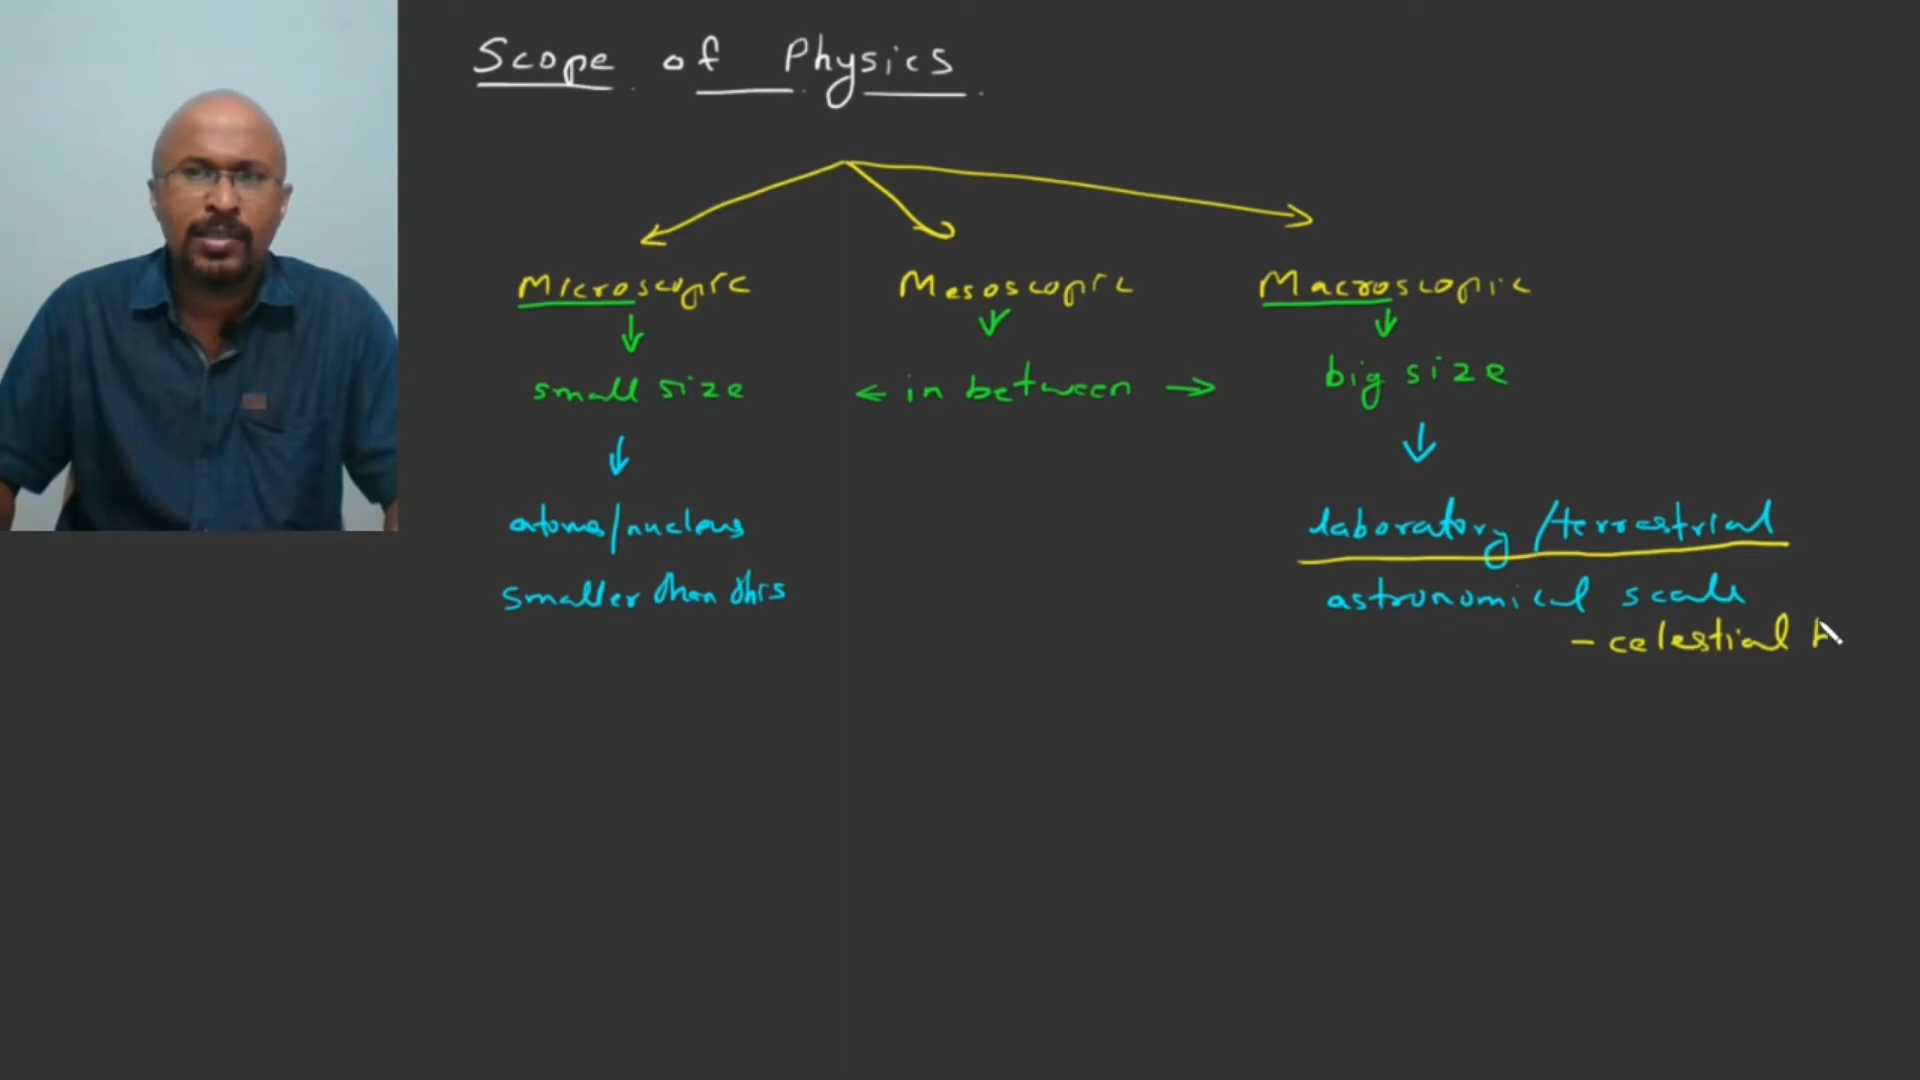 Scope of Physics
Microscopic Mesoscopic Macroscopic
small size ← in between → big size
atoms/nucleus laboratory/terrestrial
smaller than this astronomical scale
- celestial